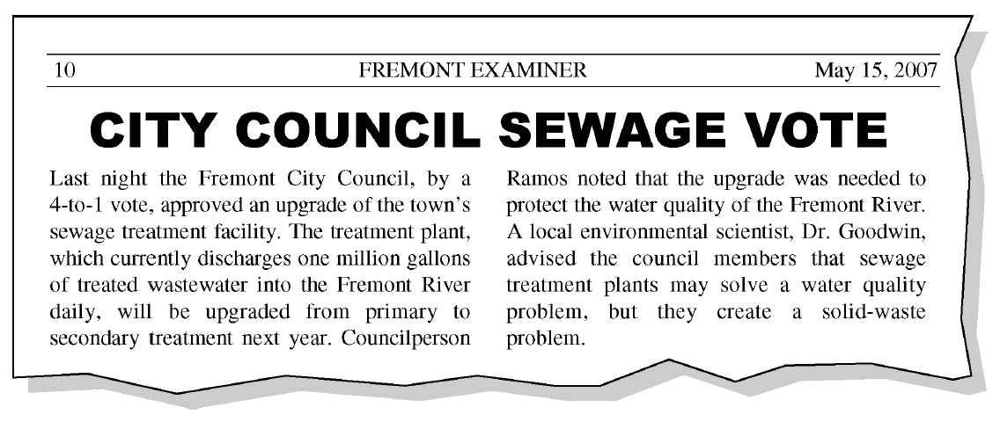 10 FREMONT EXAMINER May 15, 2007
CITY COUNCIL SEWAGE VOTE
Last night the Fremont City Council, by a
4-to-1 vote, approved an upgrade of the town's
sewage treatment facility. The treatment plant,
which currently discharges one million gallons
of treated wastewater into the Fremont River
daily, will be upgraded from primary to
secondary treatment next year. Councilperson
Ramos noted that the upgrade was needed to
protect the water quality of the Fremont River.
A local environmental scientist, Dr. Goodwin,
advised the council members that sewage
treatment plants may solve a water quality
problem, but they create a solid-waste
problem.